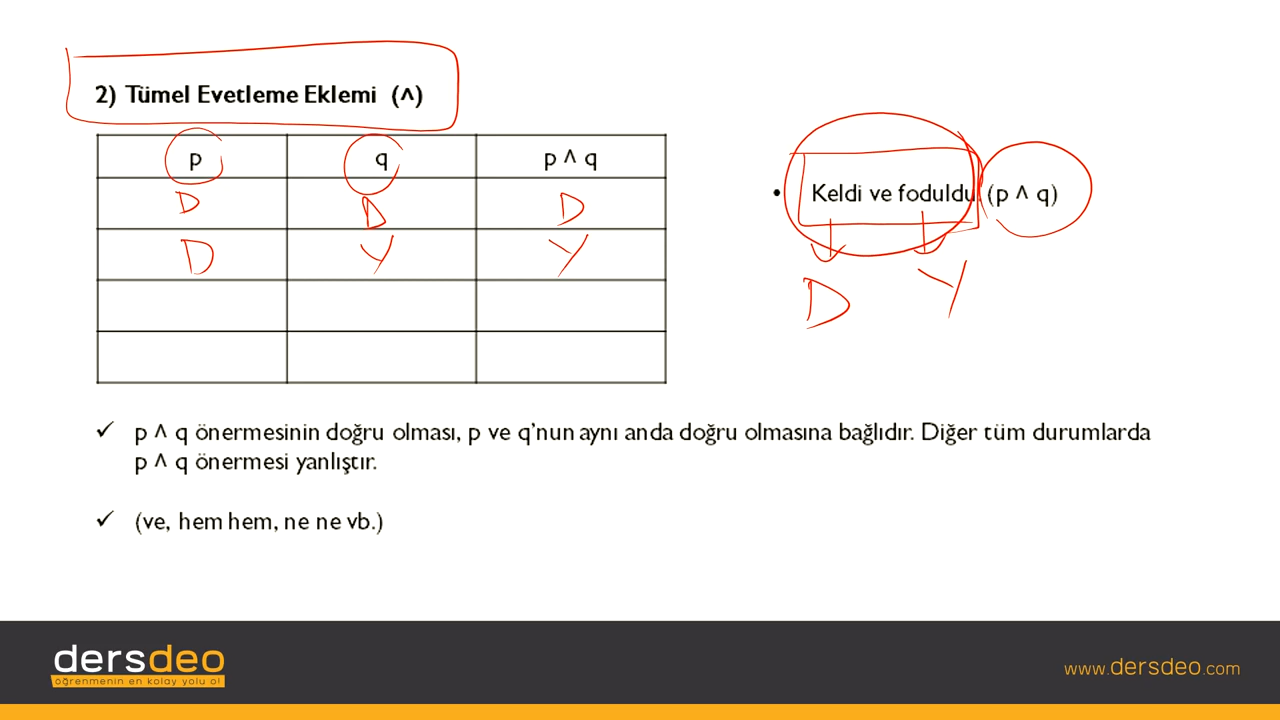 2) Tümel Evetleme Eklemi (^)
p q p ^ q
D D D
D Y Y
• Keldi ve foduldu (p ^ q)
D Y
✓ p ^ q önermesinin doğru olması, p ve q’nun aynı anda doğru olmasına bağlıdır. Diğer tüm durumlarda
p ^ q önermesi yanlıştır.
✓ (ve, hem hem, ne ne vb.)
dersdeo
öğrenmenin en kolay yolu o!
www.dersdeo.com